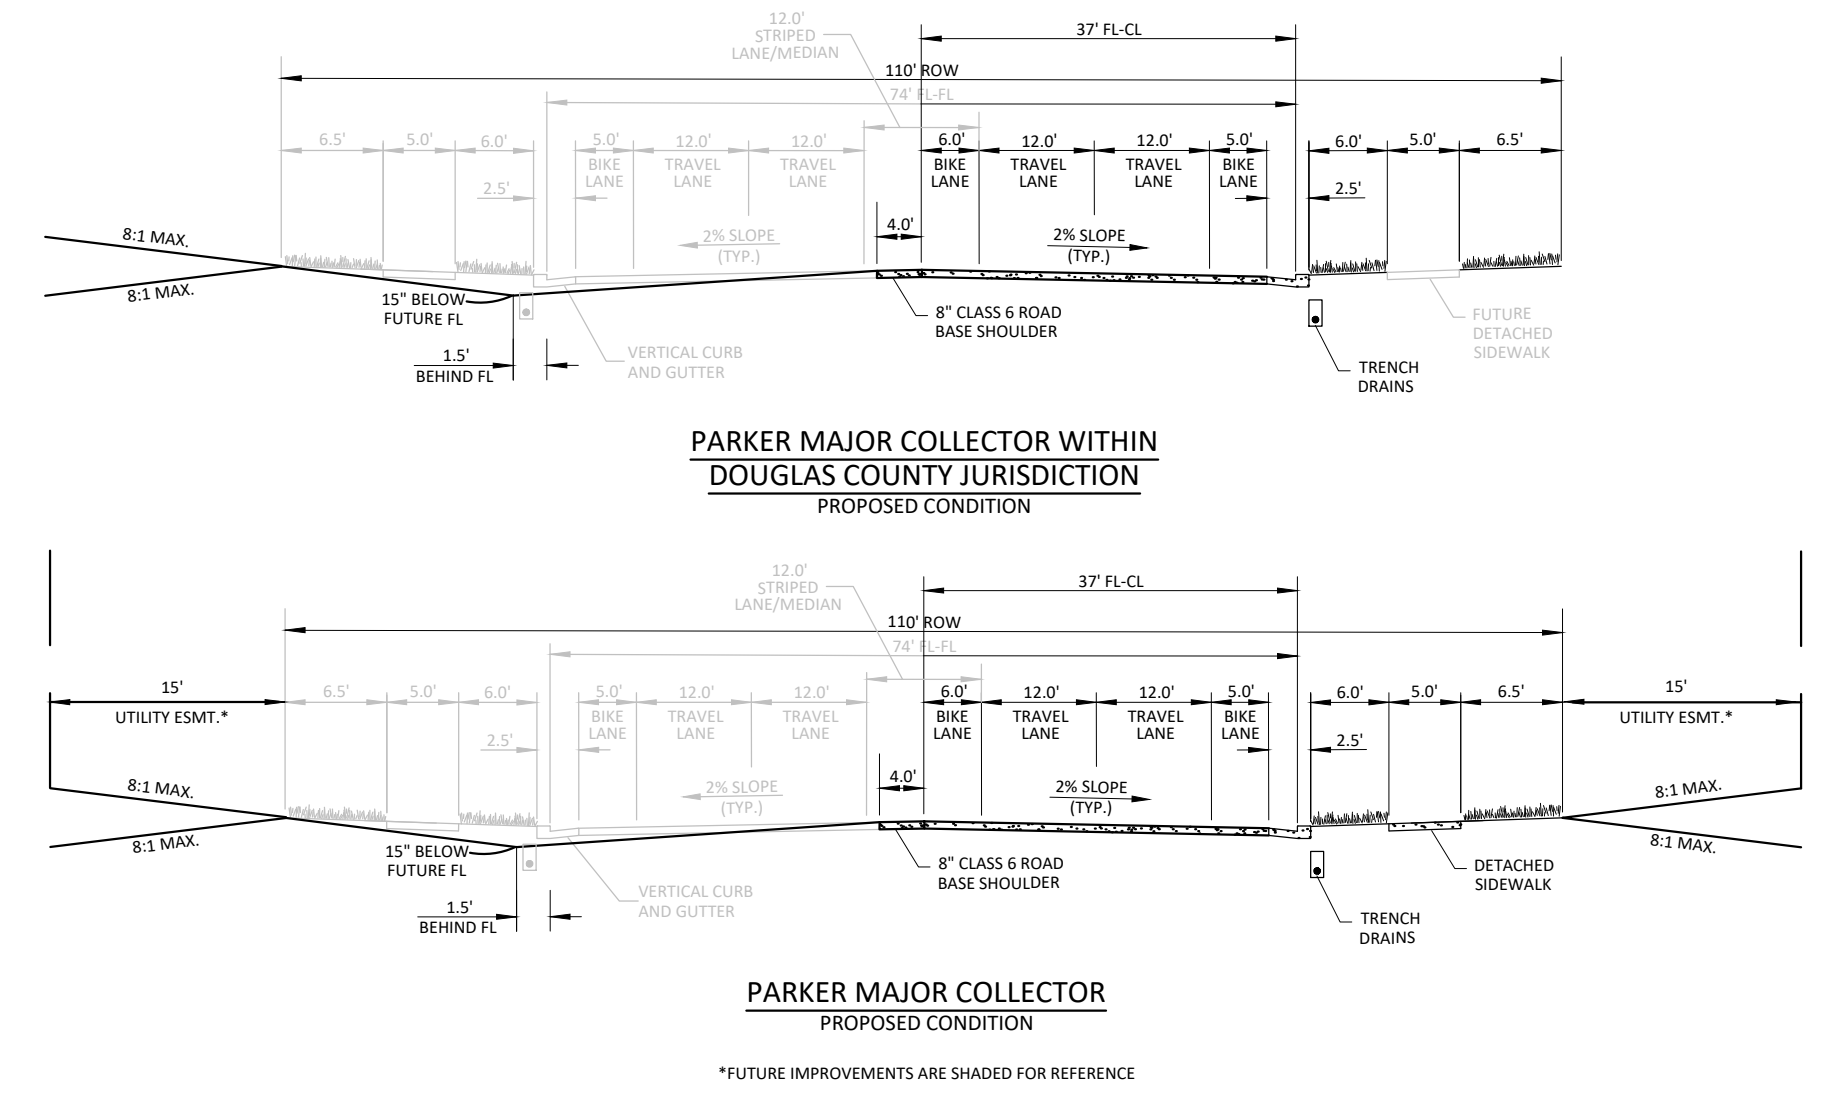 12.0'
STRIPED
LANE/MEDIAN
37' FL-CL
110' ROW
74' FL-FL
6.5'
5.0'
6.0'
5.0'
12.0'
12.0'
6.0'
12.0'
12.0'
5.0'
6.0'
5.0'
6.5'
BIKE
LANE
TRAVEL
LANE
TRAVEL
LANE
BIKE
LANE
TRAVEL
LANE
TRAVEL
LANE
BIKE
LANE
2.5'
2.5'
4.0'
8:1 MAX.
2% SLOPE
(TYP.)
2% SLOPE
(TYP.)
8:1 MAX.
15" BELOW
FUTURE FL
8" CLASS 6 ROAD
BASE SHOULDER
FUTURE
DETACHED
SIDEWALK
1.5'
BEHIND FL
VERTICAL CURB
AND GUTTER
TRENCH
DRAINS
PARKER MAJOR COLLECTOR WITHIN
DOUGLAS COUNTY JURISDICTION
PROPOSED CONDITION
12.0'
STRIPED
LANE/MEDIAN
37' FL-CL
110' ROW
74' FL-FL
15'
UTILITY ESMT.*
6.5'
5.0'
6.0'
5.0'
12.0'
12.0'
6.0'
12.0'
12.0'
5.0'
6.0'
5.0'
6.5'
15'
UTILITY ESMT.*
BIKE
LANE
TRAVEL
LANE
TRAVEL
LANE
BIKE
LANE
TRAVEL
LANE
TRAVEL
LANE
BIKE
LANE
2.5'
2.5'
4.0'
8:1 MAX.
2% SLOPE
(TYP.)
2% SLOPE
(TYP.)
8:1 MAX.
8:1 MAX.
8:1 MAX.
15" BELOW
FUTURE FL
8" CLASS 6 ROAD
BASE SHOULDER
DETACHED
SIDEWALK
1.5'
BEHIND FL
VERTICAL CURB
AND GUTTER
TRENCH
DRAINS
PARKER MAJOR COLLECTOR
PROPOSED CONDITION
*FUTURE IMPROVEMENTS ARE SHADED FOR REFERENCE